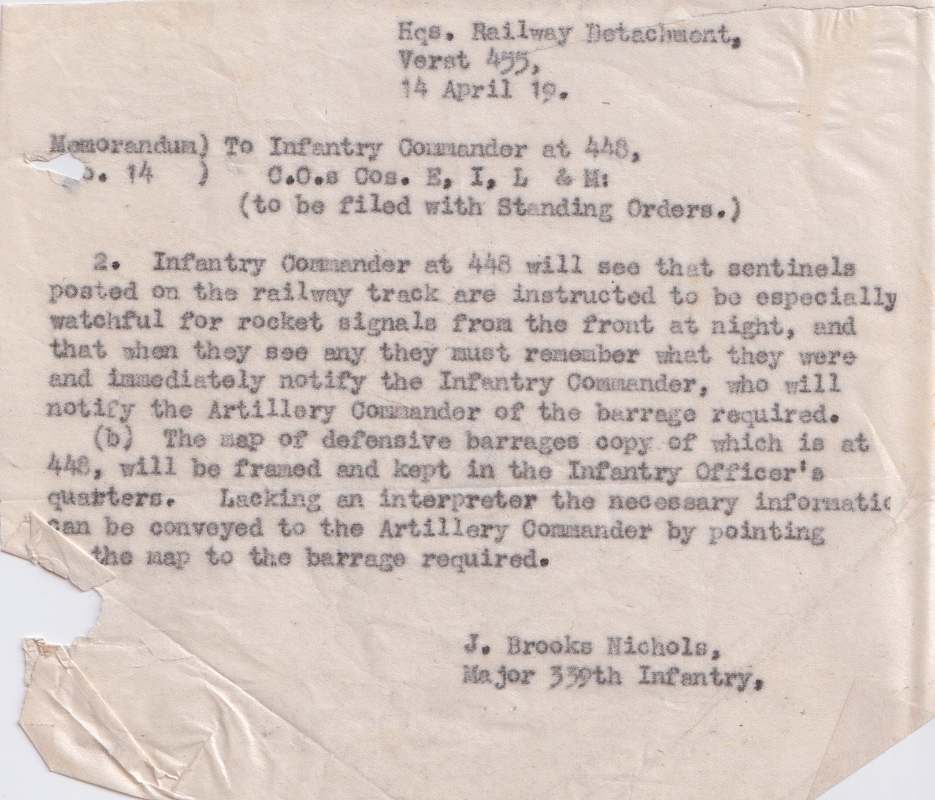 Hqs. Railway Detachment,
Verst 455,
14 April 19.
Memorandum) To Infantry Commander at 448,
o. 14 ) C.O.s Cos. E, I, L & M:
(to be filed with Standing Orders.)
2. Infantry Commander at 448 will see that sentinels
posted on the railway track are instructed to be especially
watchful for rocket signals from the front at night, and
that when they see any they must remember what they were
and immediately notify the Infantry Commander, who will
notify the Artillery Commander of the barrage required.
(b) The map of defensive barrages copy of which is at
448, will be framed and kept in the Infantry Officer's
quarters. Lacking an interpreter the necessary informatio
can be conveyed to the Artillery Commander by pointing
the map to the barrage required.
J. Brooks Nichols,
Major 339th Infantry,